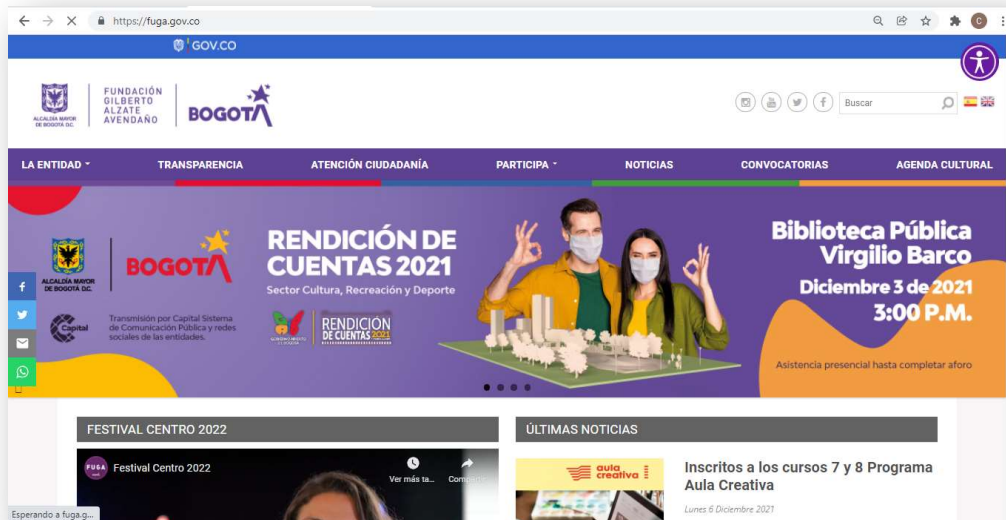 https://fuga.gov.co
C
GOV.CO
ALCALDÍA MAYOR
DE BOGOTÁ D.C.
FUNDACIÓN
GILBERTO
ALZATE
AVENDAÑO
BOGOTÁ
Buscar
LA ENTIDAD
TRANSPARENCIA
ATENCIÓN CIUDADANÍA
PARTICIPA
NOTICIAS
CONVOCATORIAS
AGENDA CULTURAL
ALCALDÍA MAYOR
DE BOGOTÁ D.C.
BOGOTÁ
Capital
Transmisión por Capital Sistema
de Comunicación Pública y redes
sociales de las entidades.
RENDICIÓN DE
CUENTAS 2021
Sector Cultura, Recreación y Deporte
RENDICIÓN
DE CUENTAS 2021
Biblioteca Pública
Virgilio Barco
Diciembre 3 de 2021
3:00 P.M.
Asistencia presencial hasta completar aforo
FESTIVAL CENTRO 2022
FUGA
Festival Centro 2022
Ver más ta...
ÚLTIMAS NOTICIAS
aula
creativa
Inscritos a los cursos 7 y 8 Programa
Aula Creativa
Lunes 6 Diciembre 2021
Esperando a fuga.g...